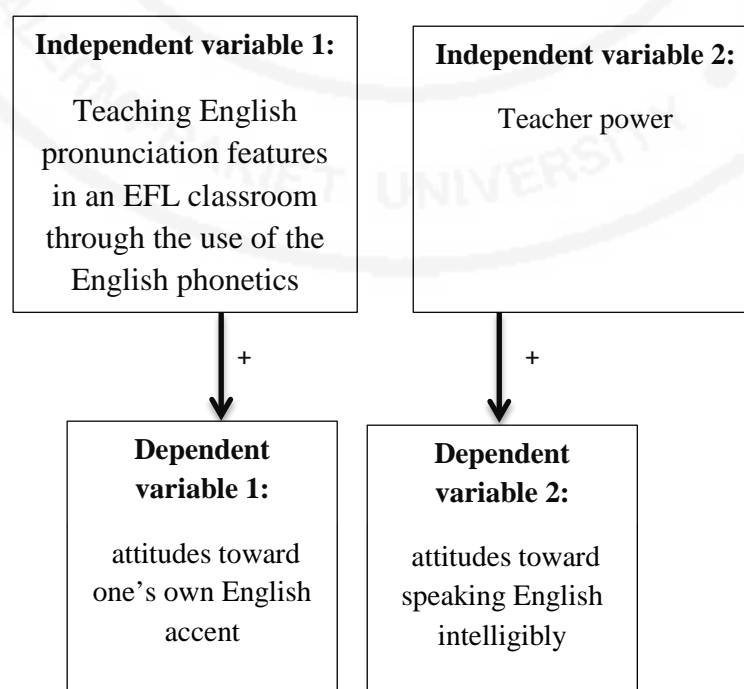 Independent variable 1:
Teaching English
pronunciation features
in an EFL classroom
through the use of the
English phonetics
Independent variable 2:
Teacher power
+
+
Dependent
variable 1:
attitudes toward
one's own English
accent
Dependent
variable 2:
attitudes toward
speaking English
intelligibly
UNIVERSITY